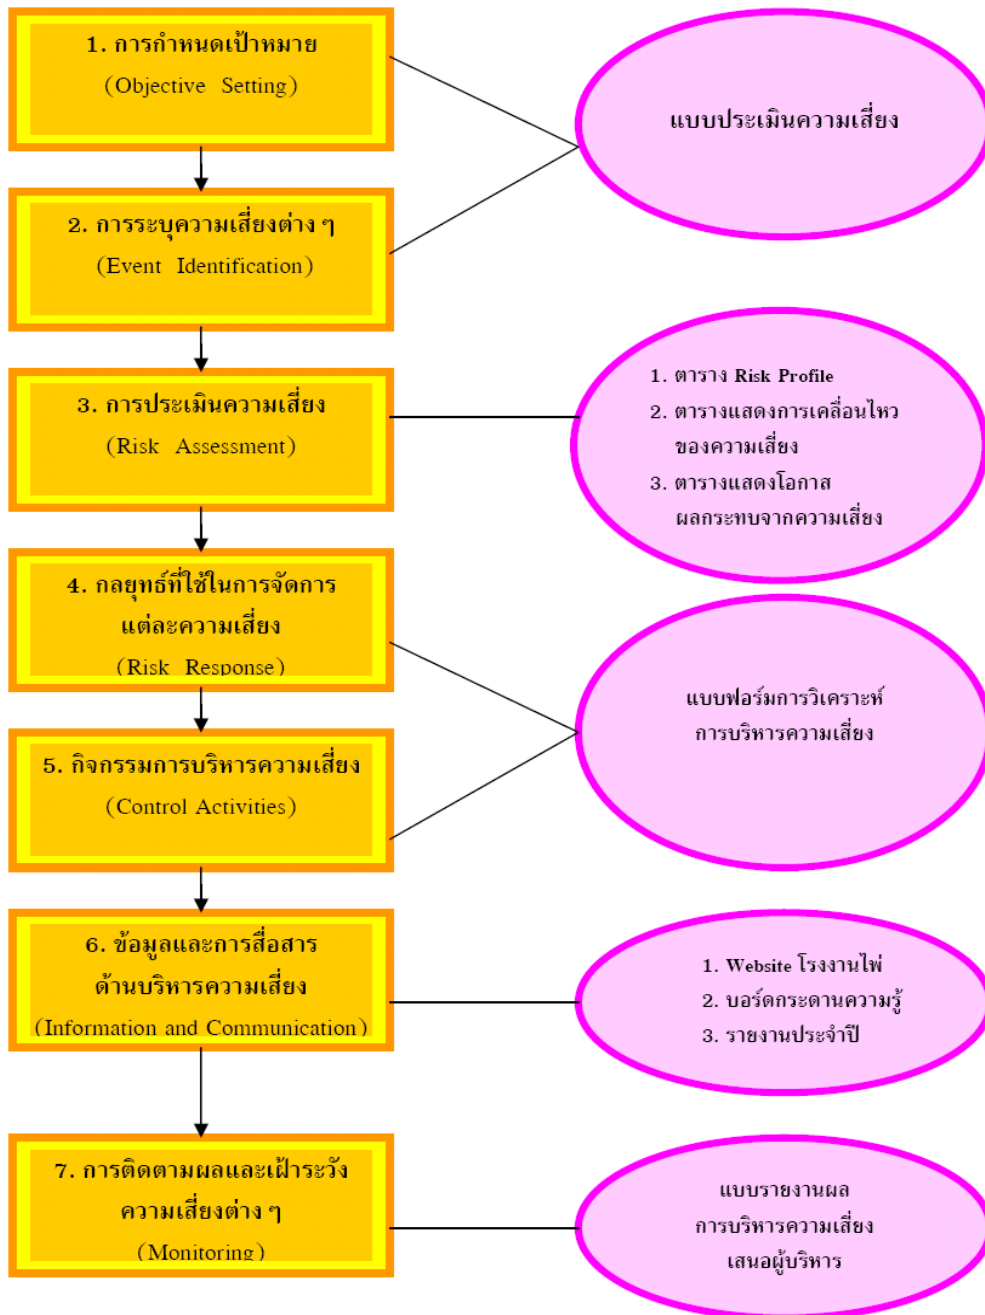 1. การกำหนดเป้าหมาย
(Objective Setting)
แบบประเมินความเสี่ยง
2. การระบุความเสี่ยงต่าง ๆ
(Event Identification)
3. การประเมินความเสี่ยง
(Risk Assessment)
1. ตาราง Risk Profile
2. ตารางแสดงการเคลื่อนไหว
ของความเสี่ยง
3. ตารางแสดงโอกาส
ผลกระทบจากความเสี่ยง
4. กลยุทธ์ที่ใช้ในการจัดการ
แต่ละความเสี่ยง
(Risk Response)
5. กิจกรรมการบริหารความเสี่ยง
(Control Activities)
แบบฟอร์มการวิเคราะห์
การบริหารความเสี่ยง
6. ข้อมูลและการสื่อสาร
ด้านบริหารความเสี่ยง
(Information and Communication)
1. Website โรงงานไพ่
2. บอร์ดกระดานความรู้
3. รายงานประจำปี
7. การติดตามผลและเฝ้าระวัง
ความเสี่ยงต่าง ๆ
(Monitoring)
แบบรายงานผล
การบริหารความเสี่ยง
เสนอผู้บริหาร